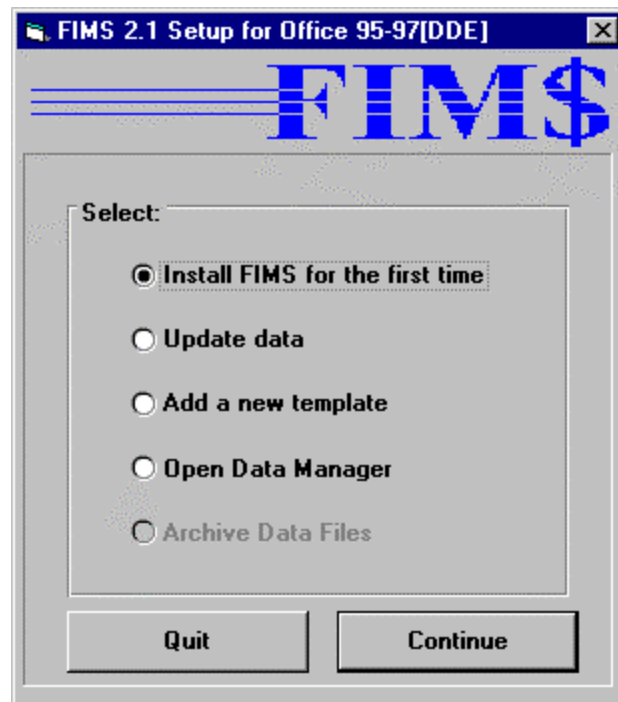 FIMS 2.1 Setup for Office 95-97[DDE]
FIM$
Select:
Install FIMS for the first time
Update data
Add a new template
Open Data Manager
Archive Data Files
Quit
Continue